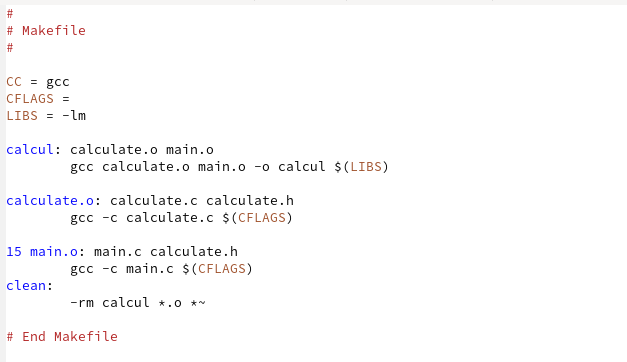 #
# Makefile
#
CC = gcc
CFLAGS =
LIBS = -lm
calcul: calculate.o main.o
gcc calculate.o main.o -o calcul $(LIBS)
calculate.o: calculate.c calculate.h
gcc -c calculate.c $(CFLAGS)
15 main.o: main.c calculate.h
gcc -c main.c $(CFLAGS)
clean:
-rm calcul *.o *~
# End Makefile